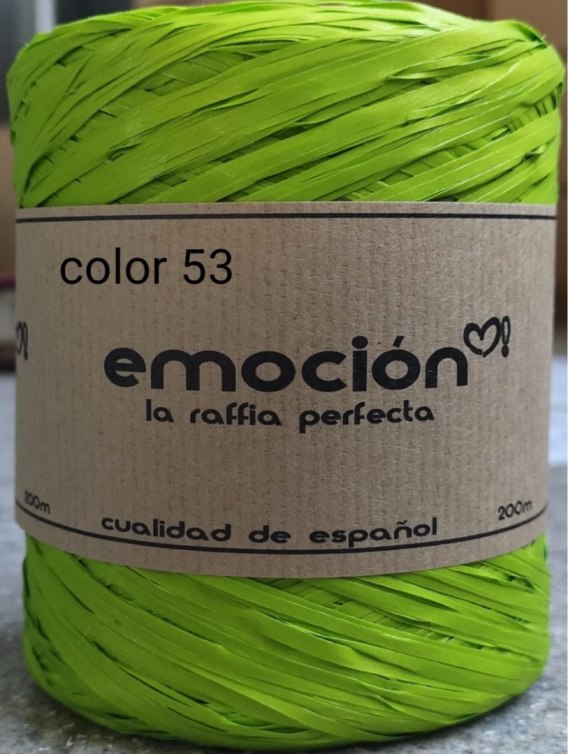 color 53
emoción
la raffia perfecta
200m
cualidad de español
200m